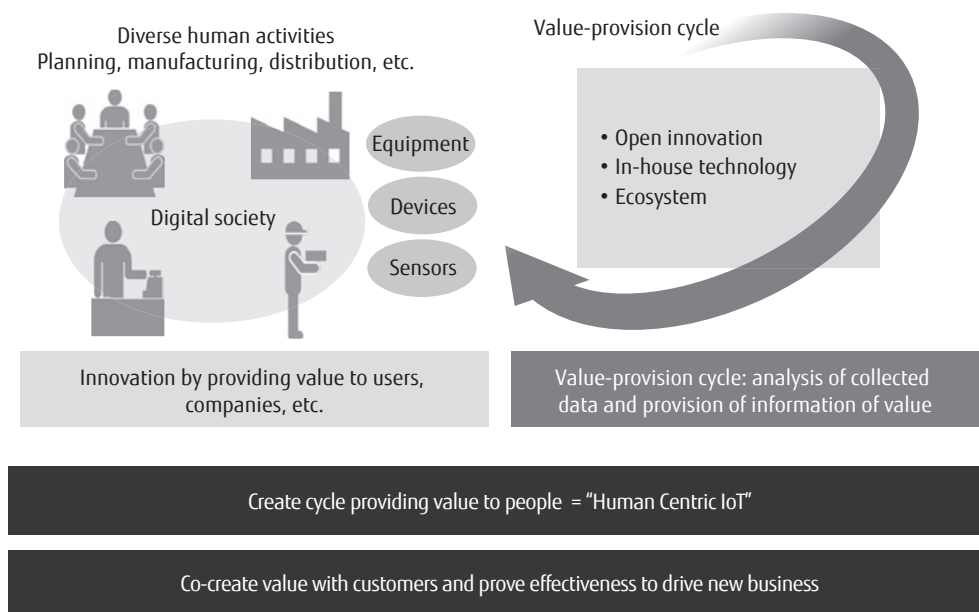 Diverse human activities
Planning, manufacturing, distribution, etc.
Equipment
Devices
Sensors
Digital society
Innovation by providing value to users,
companies, etc.
Value-provision cycle
• Open innovation
• In-house technology
• Ecosystem
Value-provision cycle: analysis of collected
data and provision of information of value
Create cycle providing value to people = “Human Centric IoT”
Co-create value with customers and prove effectiveness to drive new business